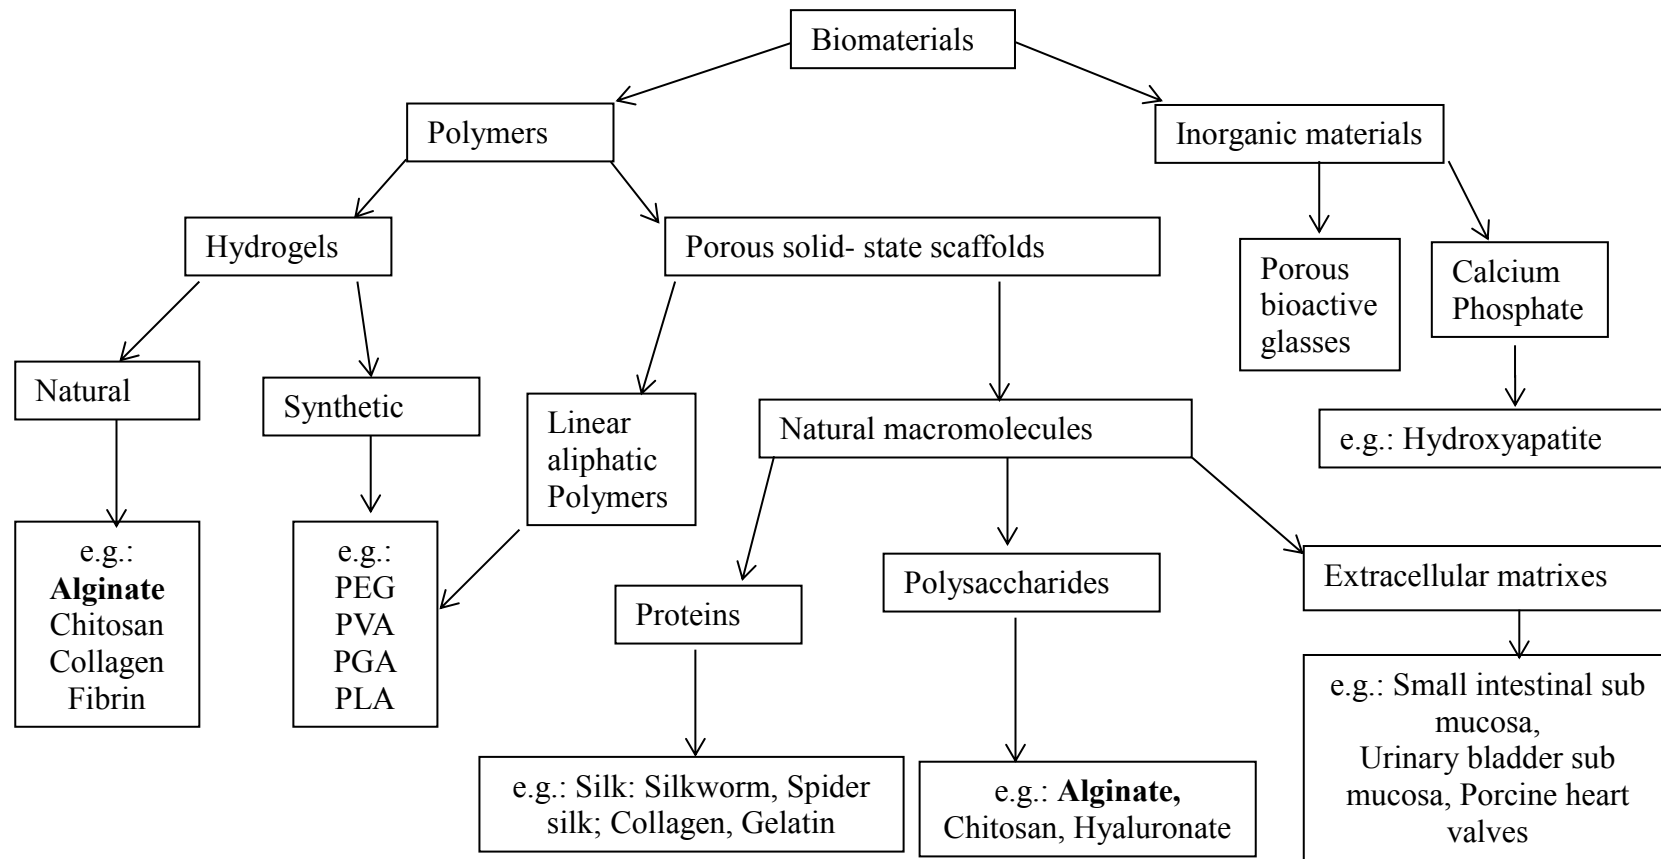 Biomaterials
Polymers
Inorganic materials
Hydrogels
Porous solid- state scaffolds
Porous
bioactive
glasses
Calcium
Phosphate
Natural
Synthetic
Linear
aliphatic
Polymers
Natural macromolecules
e.g.: Hydroxyapatite
e.g.:
Alginate
Chitosan
Collagen
Fibrin
e.g.:
PEG
PVA
PGA
PLA
Proteins
Polysaccharides
Extracellular matrixes
e.g.: Silk: Silkworm, Spider
silk; Collagen, Gelatin
e.g.: Alginate,
Chitosan, Hyaluronate
e.g.: Small intestinal sub
mucosa,
Urinary bladder sub
mucosa, Porcine heart
valves